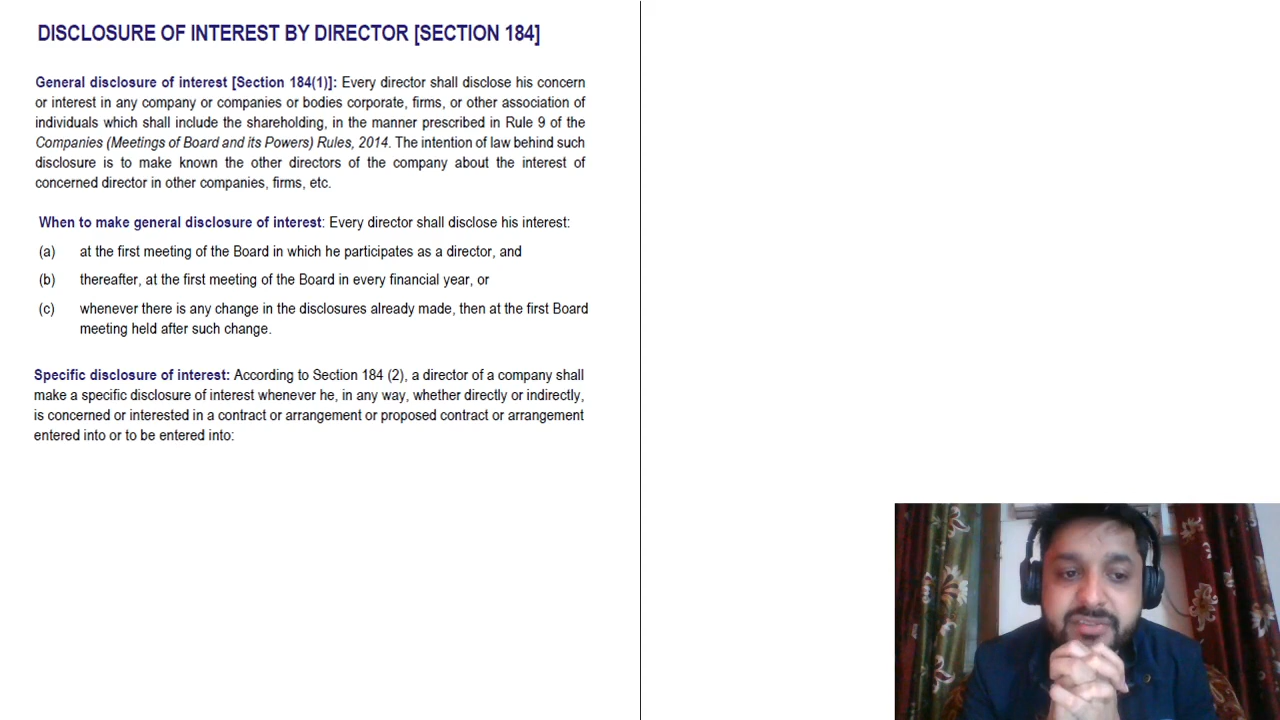 DISCLOSURE OF INTEREST BY DIRECTOR [SECTION 184]
General disclosure of interest [Section 184(1)]: Every director shall disclose his concern
or interest in any company or companies or bodies corporate, firms, or other association of
individuals which shall include the shareholding, in the manner prescribed in Rule 9 of the
Companies (Meetings of Board and its Powers) Rules, 2014. The intention of law behind such
disclosure is to make known the other directors of the company about the interest of
concerned director in other companies, firms, etc.
When to make general disclosure of interest: Every director shall disclose his interest:
(a) at the first meeting of the Board in which he participates as a director, and
(b) thereafter, at the first meeting of the Board in every financial year, or
(c) whenever there is any change in the disclosures already made, then at the first Board
meeting held after such change.
Specific disclosure of interest: According to Section 184 (2), a director of a company shall
make a specific disclosure of interest whenever he, in any way, whether directly or indirectly,
is concerned or interested in a contract or arrangement or proposed contract or arrangement
entered into or to be entered into: